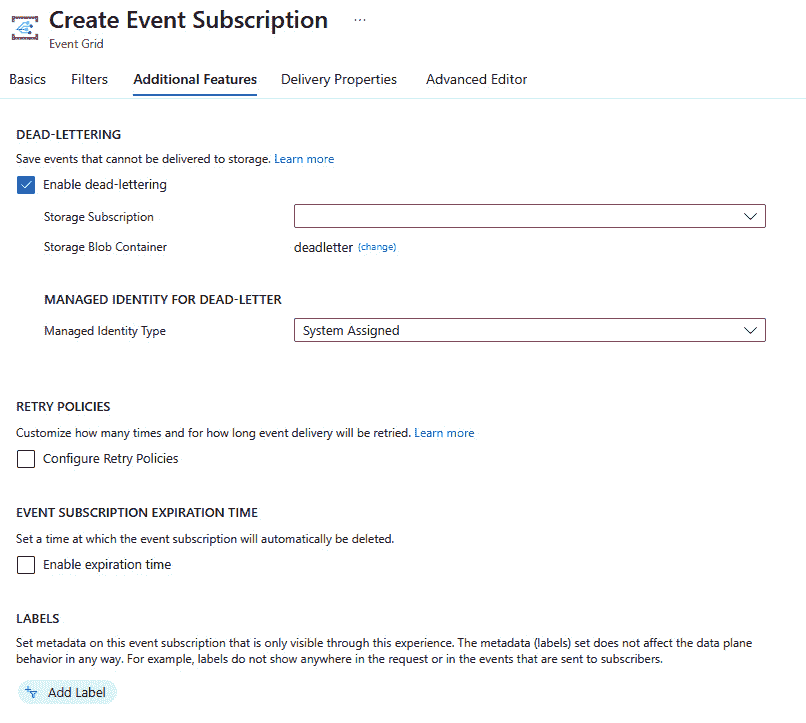 Create Event Subscription ...
Event Grid
Basics Filters Additional Features Delivery Properties Advanced Editor
DEAD-LETTERING
Save events that cannot be delivered to storage. Learn more
Enable dead-lettering
Storage Subscription
Storage Blob Container deadletter (change)
MANAGED IDENTITY FOR DEAD-LETTER
Managed Identity Type System Assigned
RETRY POLICIES
Customize how many times and for how long event delivery will be retried. Learn more
Configure Retry Policies
EVENT SUBSCRIPTION EXPIRATION TIME
Set a time at which the event subscription will automatically be deleted.
Enable expiration time
LABELS
Set metadata on this event subscription that is only visible through this experience. The metadata (labels) set does not affect the data plane
behavior in any way. For example, labels do not show anywhere in the request or in the events that are sent to subscribers.
Add Label